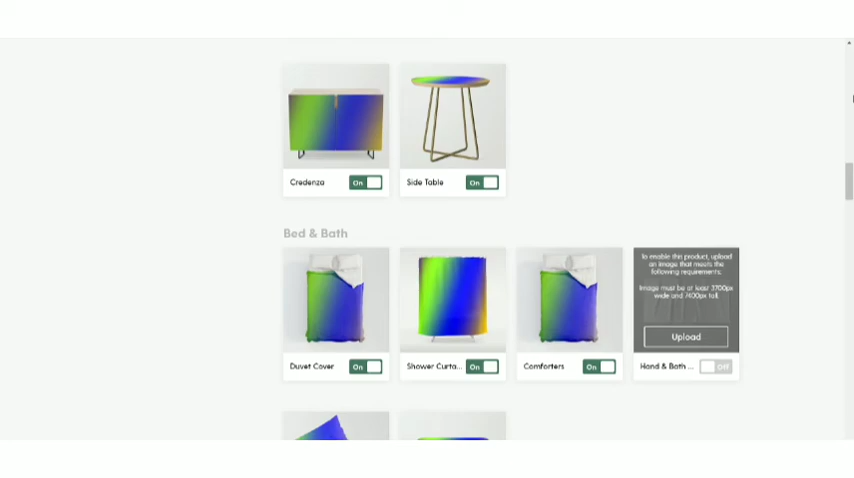 Credenza On Side Table On
Bed & Bath
To enable this product, upload
an image that meets the
following requirements:
Image must be at least 3700px
wide and 7400px tall.
Upload
Duvet Cover On Shower Curta... On Comforters On Hand & Bath ... Off